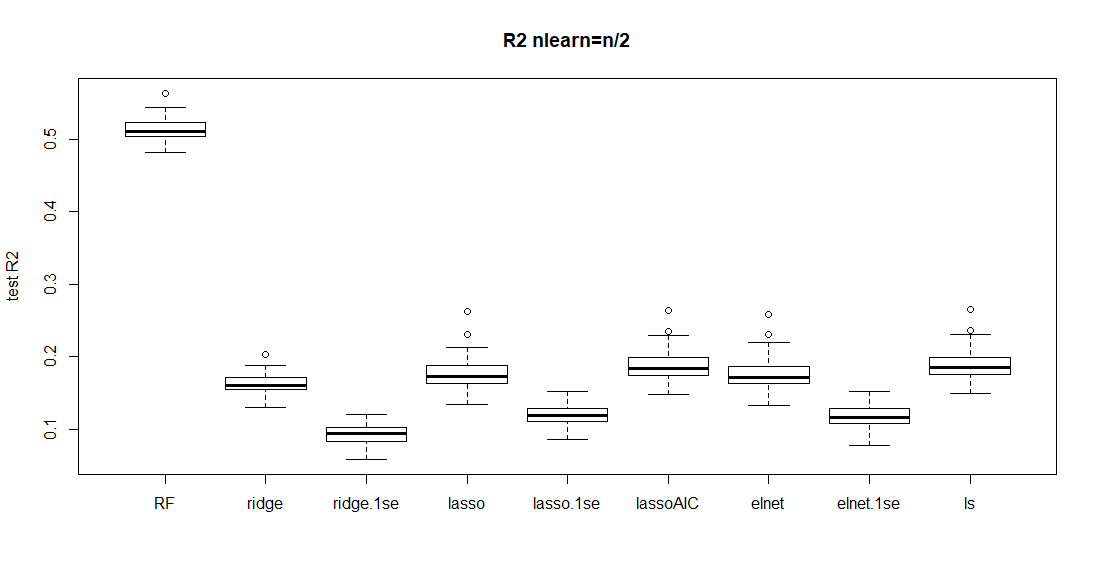 R2 nlearn=n/2
test R2
0.5
0.4
0.3
0.2
0.1
RF ridge ridge.1se lasso lasso.1se lassoAIC elnet elnet.1se ls